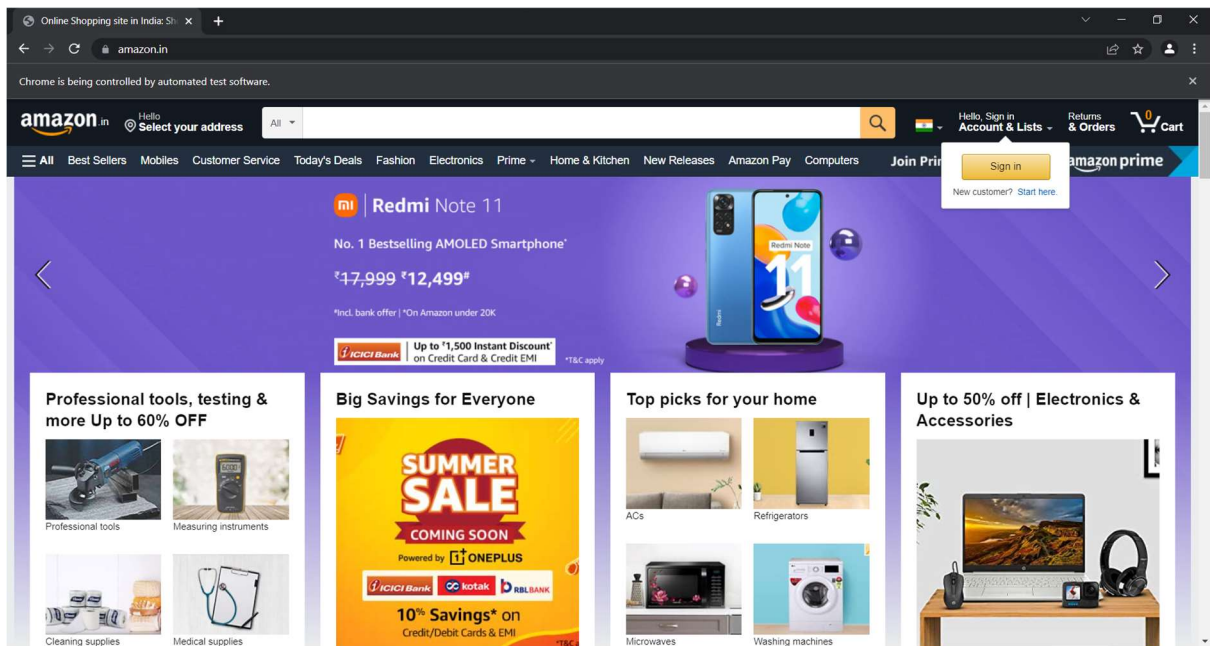 Online Shopping site in India: Sh
amazon.in
Chrome is being controlled by automated test software.
amazon.in
Hello
Select your address
All
Hello, Sign in
Account & Lists
Returns
& Orders
0
Cart
All Best Sellers Mobiles Customer Service Today's Deals Fashion Electronics Prime Home & Kitchen New Releases Amazon Pay Computers Join Pri amazon prime
Sign in
New customer? Start here.
mi Redmi Note 11
No. 1 Bestselling AMOLED Smartphone*
₹17,999 ₹12,499#
*Incl. bank offer | *On Amazon under 20K
ICICI Bank
Up to ₹1,500 Instant Discount*
on Credit Card & Credit EMI
*T&C apply
Redmi Note
11
Redmi
Professional tools, testing &
more Up to 60% OFF
Professional tools
Measuring instruments
6000
Cleaning supplies
Medical supplies
Big Savings for Everyone
SUMMER
SALE
COMING SOON
Powered by 1+ ONEPLUS
ICICI Bank kotak RBLBANK
10% Savings* on
Credit/Debit Cards & EMI
*T&C a
Top picks for your home
ACs
Refrigerators
Microwaves
Washing machines
Up to 50% off | Electronics &
Accessories